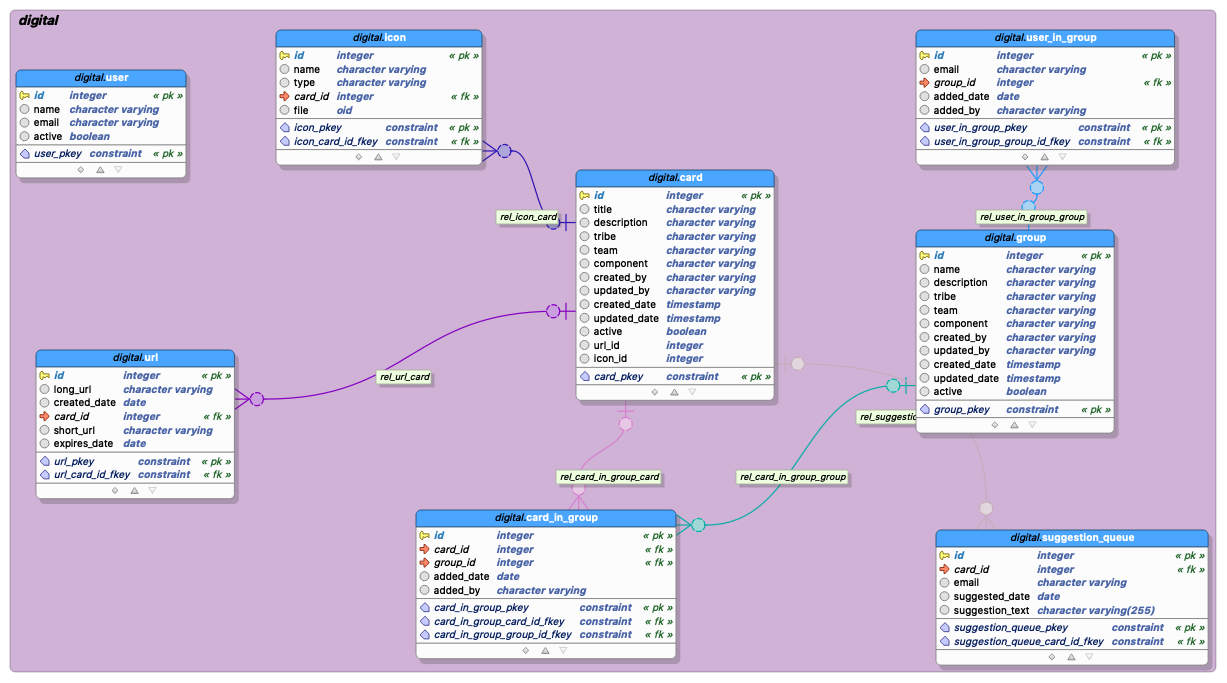 digital
digital.user
id integer « pk »
name character varying
email character varying
active boolean
user_pkey constraint « pk »
digital.icon
id integer « pk »
name character varying
type character varying
card_id integer « fk »
file oid
icon_pkey constraint « pk »
icon_card_id_fkey constraint « fk »
digital.user_in_group
id integer « pk »
email character varying
group_id integer « fk »
added_date date
added_by character varying
user_in_group_pkey constraint « pk »
user_in_group_group_id_fkey constraint « fk »
rel_icon_card
digital.card
id integer « pk »
title character varying
description character varying
tribe character varying
team character varying
component character varying
created_by character varying
updated_by character varying
created_date timestamp
updated_date timestamp
active boolean
url_id integer
icon_id integer
card_pkey constraint « pk »
rel_user_in_group_group
digital.group
id integer « pk »
name character varying
description character varying
tribe character varying
team character varying
component character varying
created_by character varying
updated_by character varying
created_date timestamp
updated_date timestamp
active boolean
group_pkey constraint « pk »
digital.url
id integer « pk »
long_url character varying
created_date date
card_id integer « fk »
short_url character varying
expires_date date
url_pkey constraint « pk »
url_card_id_fkey constraint « fk »
rel_url_card
rel_suggestic
rel_card_in_group_card
rel_card_in_group_group
digital.card_in_group
id integer « pk »
card_id integer « fk »
group_id integer « fk »
added_date date
added_by character varying
card_in_group_pkey constraint « pk »
card_in_group_card_id_fkey constraint « fk »
card_in_group_group_id_fkey constraint « fk »
digital.suggestion_queue
id integer « pk »
card_id integer « fk »
email character varying
suggested_date date
suggestion_text character varying(255)
suggestion_queue_pkey constraint « pk »
suggestion_queue_card_id_fkey constraint « fk »